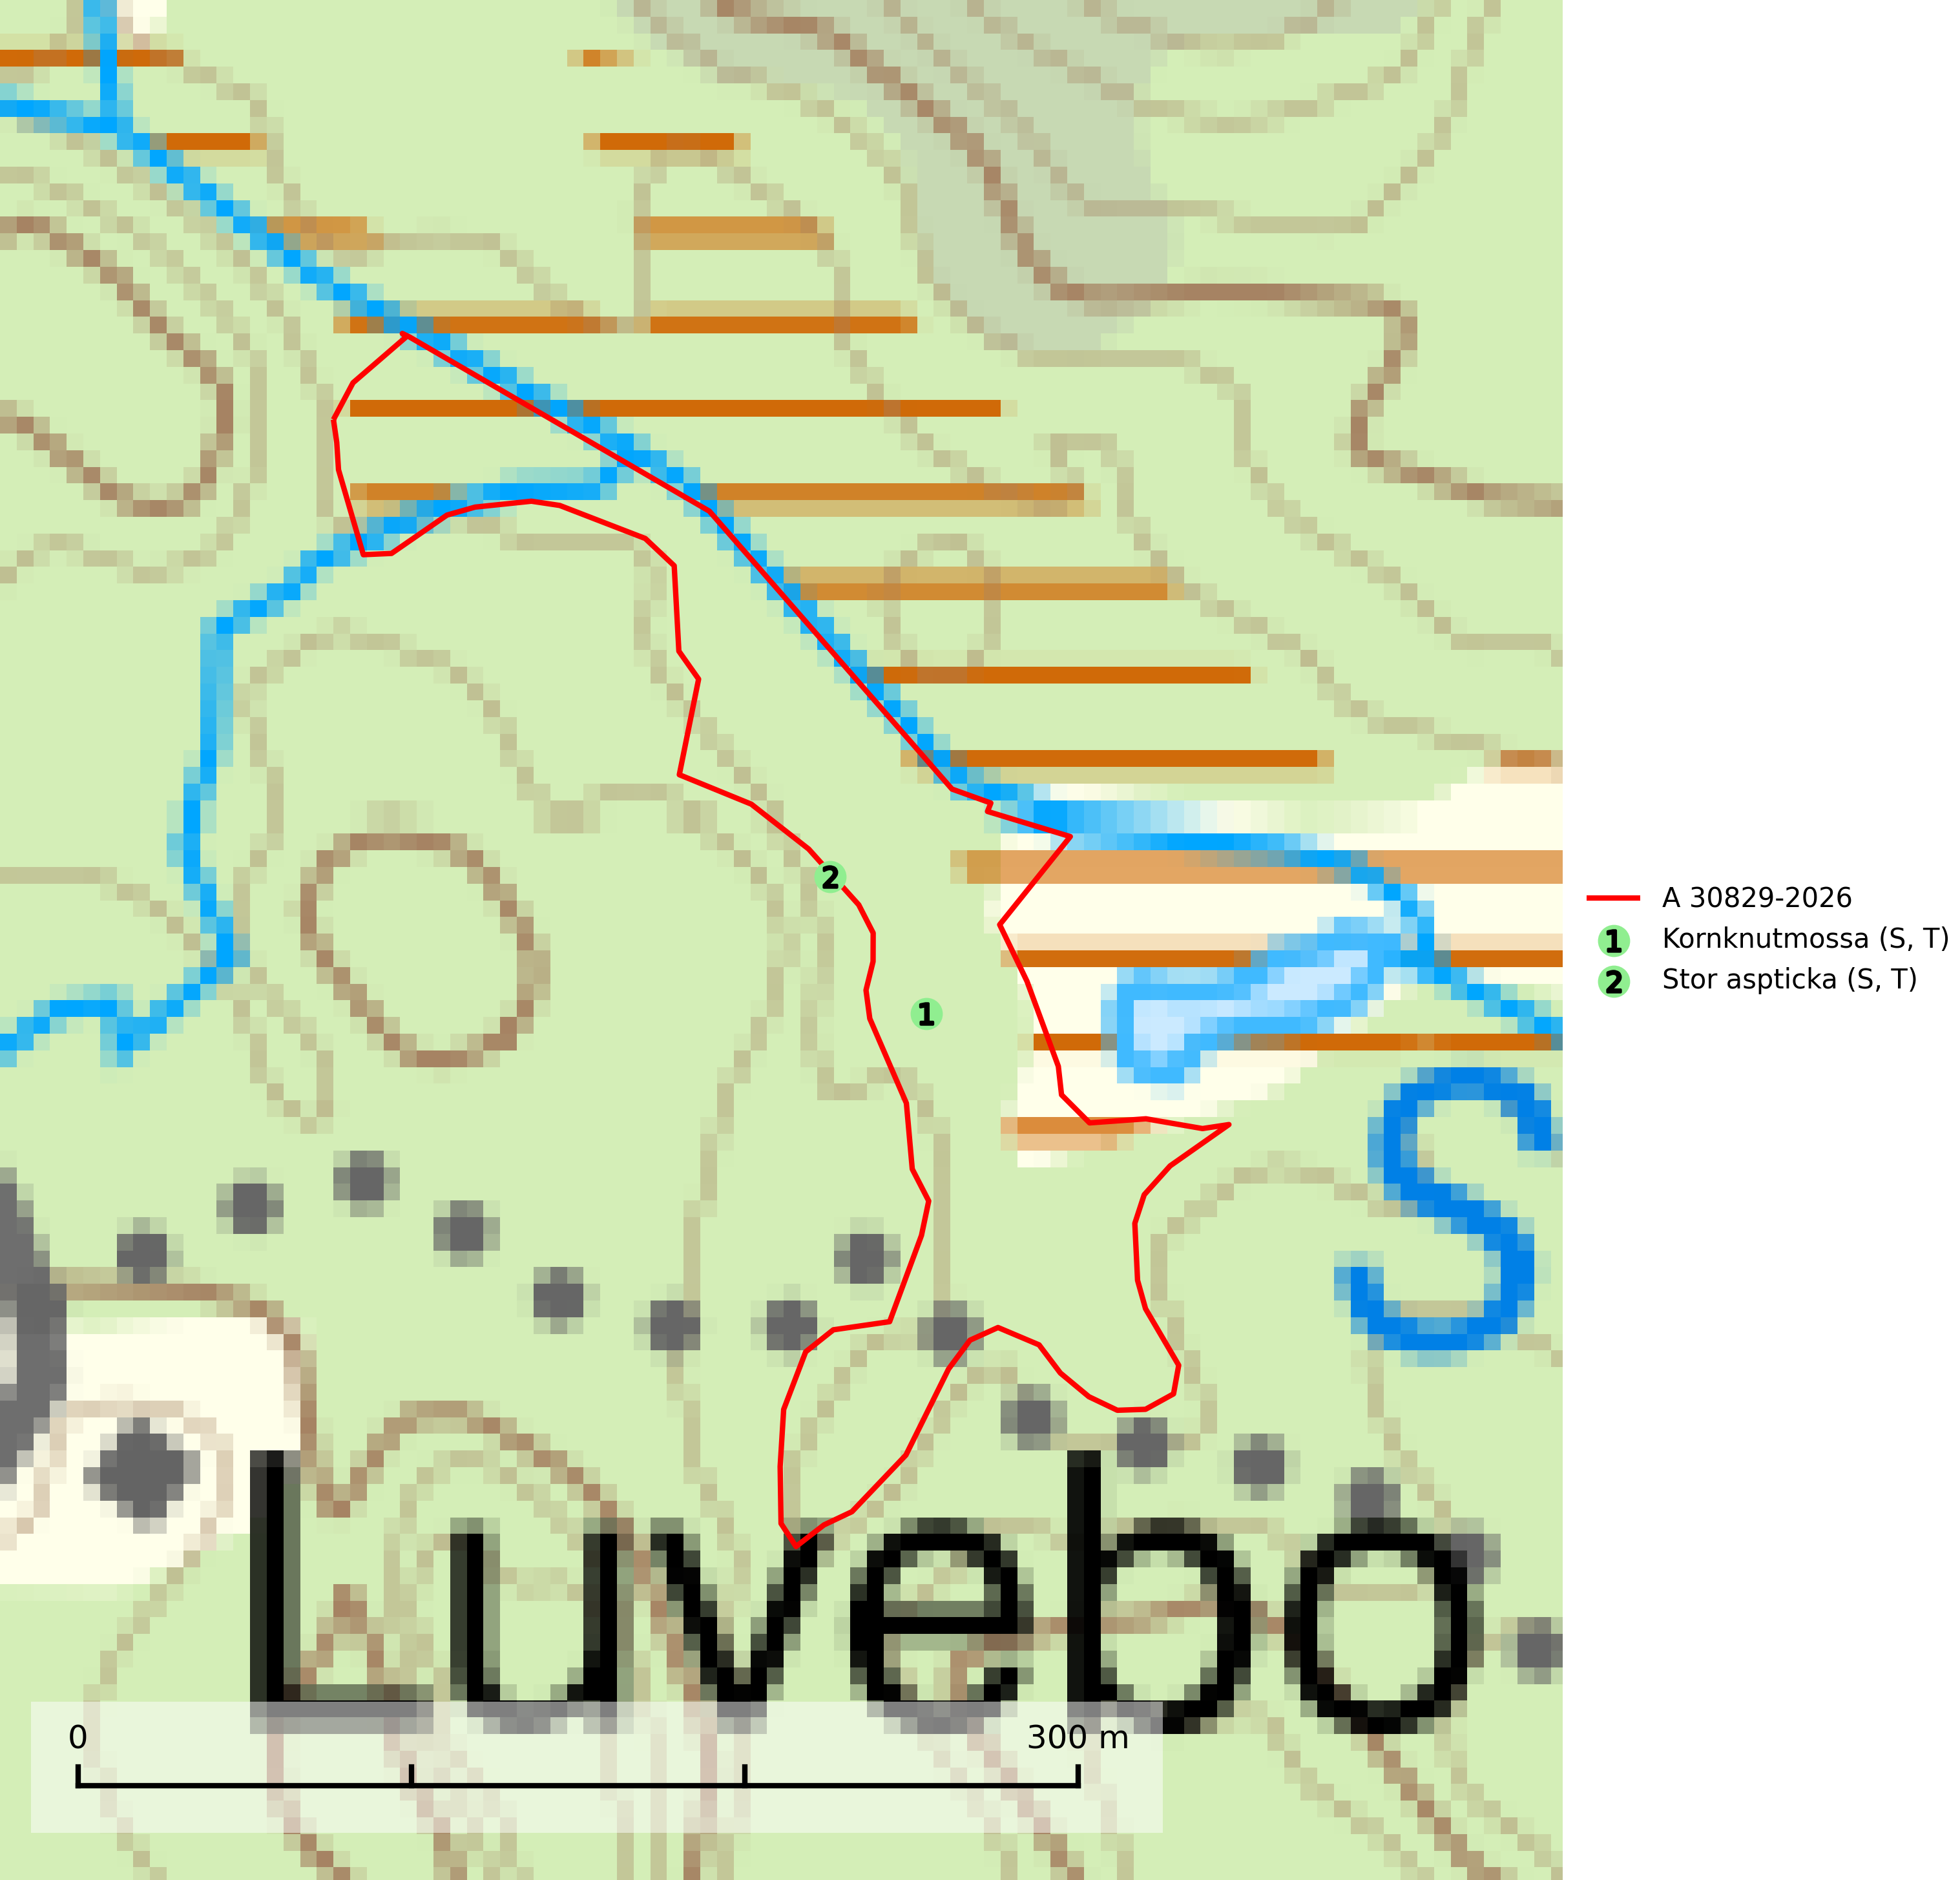 A 30829-2026
1 Kornknutmossa (S, T)
2 Stor aspticka (S, T)
2
1
S
Luvebo
0 300 m